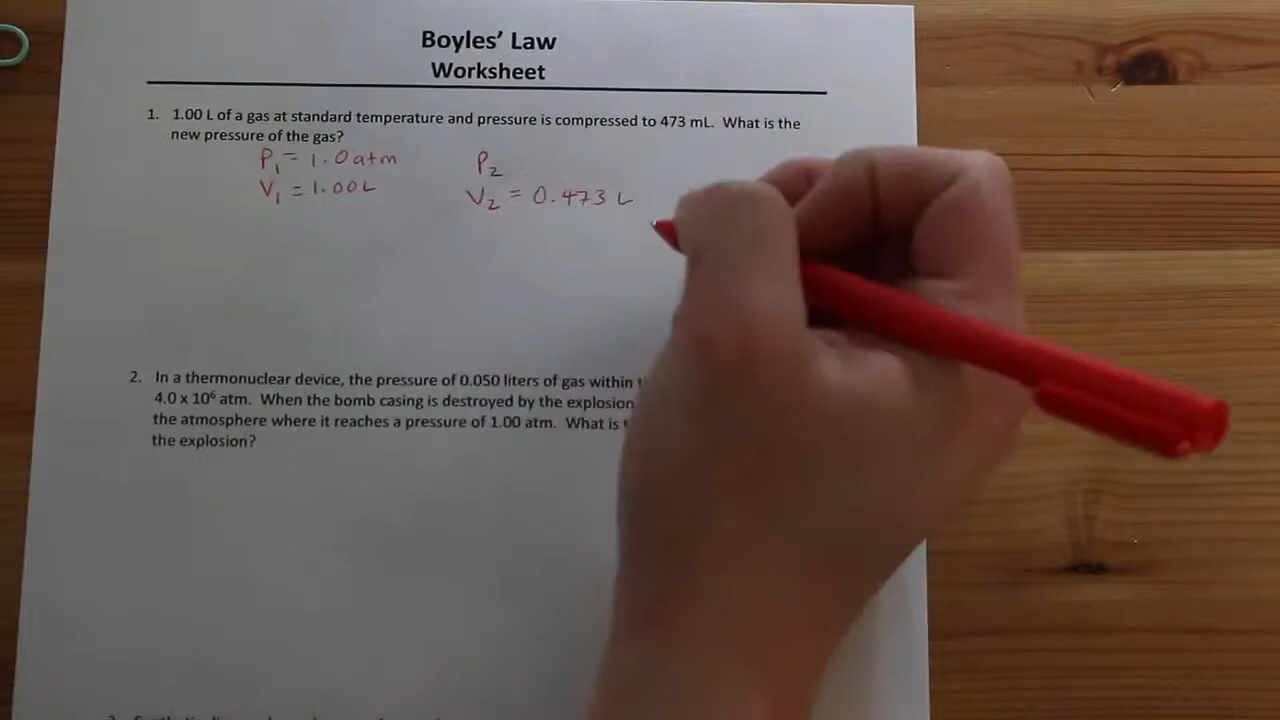 Boyles’ Law
Worksheet
1. 1.00 L of a gas at standard temperature and pressure is compressed to 473 mL. What is the
new pressure of the gas?
P₁ = 1.0 atm P₂
V₁ = 1.00 L V₂ = 0.473 L
2. In a thermonuclear device, the pressure of 0.050 liters of gas within
4.0 x 10⁶ atm. When the bomb casing is destroyed by the explosion
the atmosphere where it reaches a pressure of 1.00 atm. What is
the explosion?